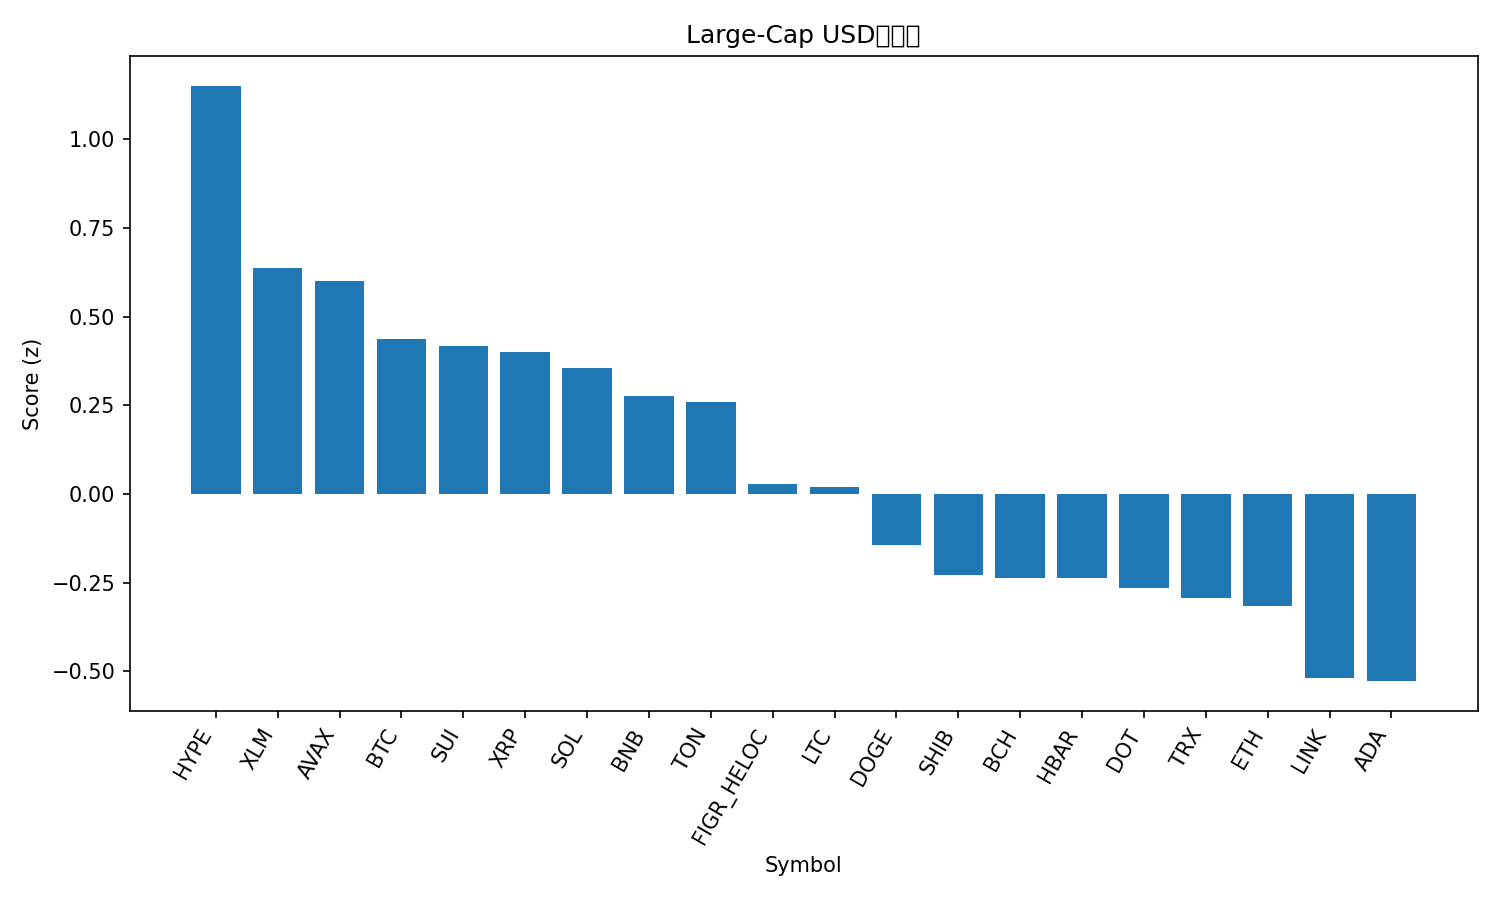 Large-Cap USD
Score (z)
1.00
0.75
0.50
0.25
0.00
−0.25
−0.50
HYPE
XLM
AVAX
BTC
SUI
XRP
SOL
BNB
TON
FIGR_HELOC
LTC
DOGE
SHIB
BCH
HBAR
DOT
TRX
ETH
LINK
ADA
Symbol